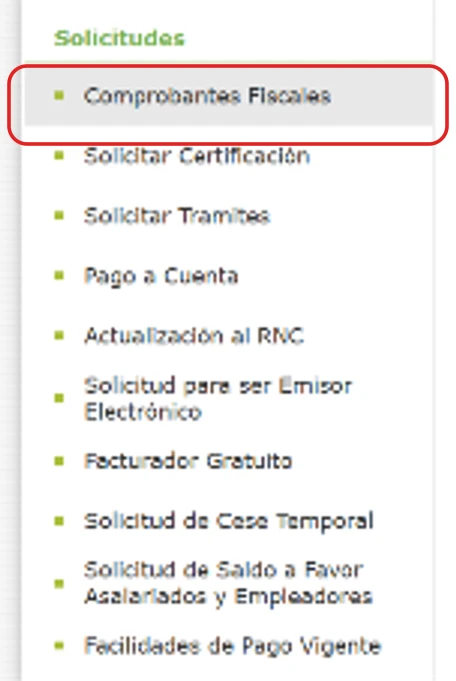 Solicitudes
Comprobantes Fiscales
Solicitar Certificación
Solicitar Tramites
Pago a Cuenta
Actualización al RNC
Solicitud para ser Emisor
Electrónico
Facturador Gratuito
Solicitud de Cese Temporal
Solicitud de Saldo a Favor
Asalariados y Empleadores
Facilidades de Pago Vigente